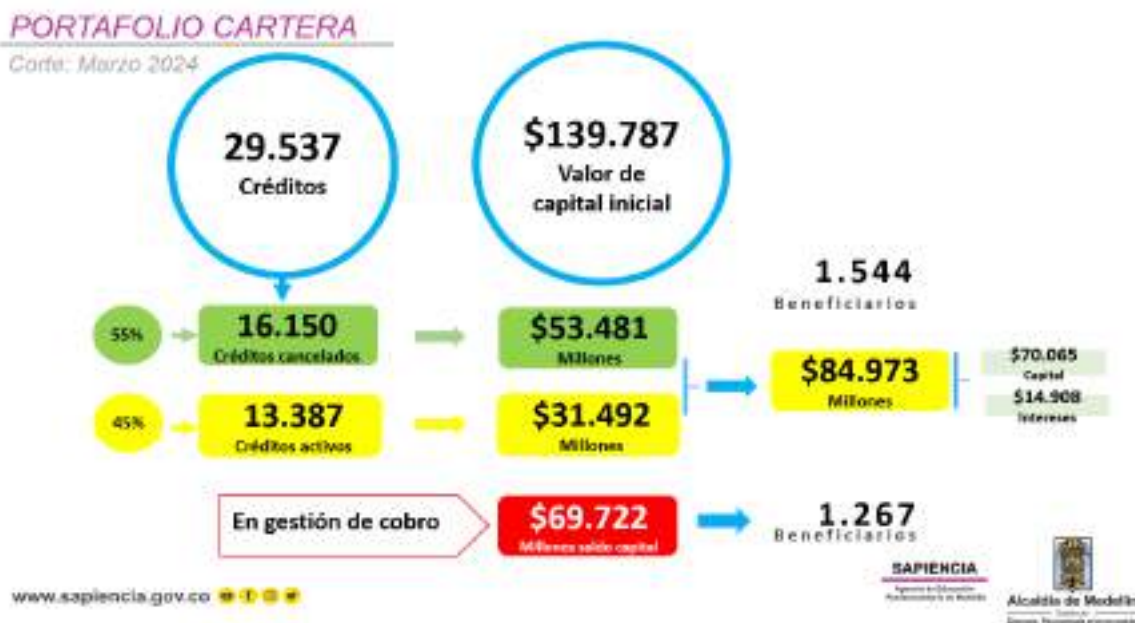 PORTAFOLIO CARTERA
Corte: Marzo 2024
29.537
Créditos
$139.787
Valor de
capital inicial
1.544
Beneficiarios
55%
16.150
Créditos cancelados
$53.481
Millones
$84.973
Millones
$70.065
Capital
$14.908
Intereses
45%
13.387
Créditos activos
$31.492
Millones
En gestión de cobro
$69.722
Millones saldo capital
1.267
Beneficiarios
www.sapiencia.gov.co
SAPIENCIA
Alcaldía de Medellín